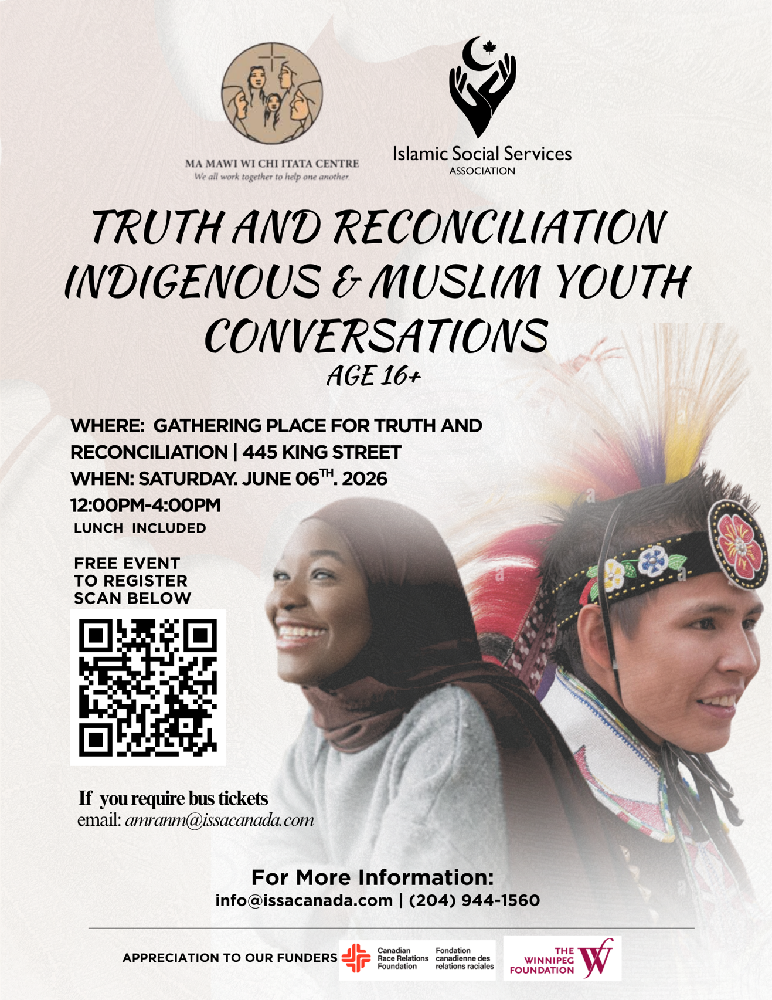 MA MAWI WI CHI ITATA CENTRE
We all work together to help one another.
Islamic Social Services
ASSOCIATION
TRUTH AND RECONCILIATION
INDIGENOUS & MUSLIM YOUTH
CONVERSATIONS
AGE 16+
WHERE: GATHERING PLACE FOR TRUTH AND
RECONCILIATION | 445 KING STREET
WHEN: SATURDAY. JUNE 06TH. 2026
12:00PM-4:00PM
LUNCH INCLUDED
FREE EVENT
TO REGISTER
SCAN BELOW
If you require bus tickets
email: amranm@issacanada.com
For More Information:
info@issacanada.com | (204) 944-1560
APPRECIATION TO OUR FUNDERS
Canadian
Race Relations
Foundation
Fondation
canadienne des
relations raciales
THE
WINNIPEG
FOUNDATION
W
a
a
a
a
a